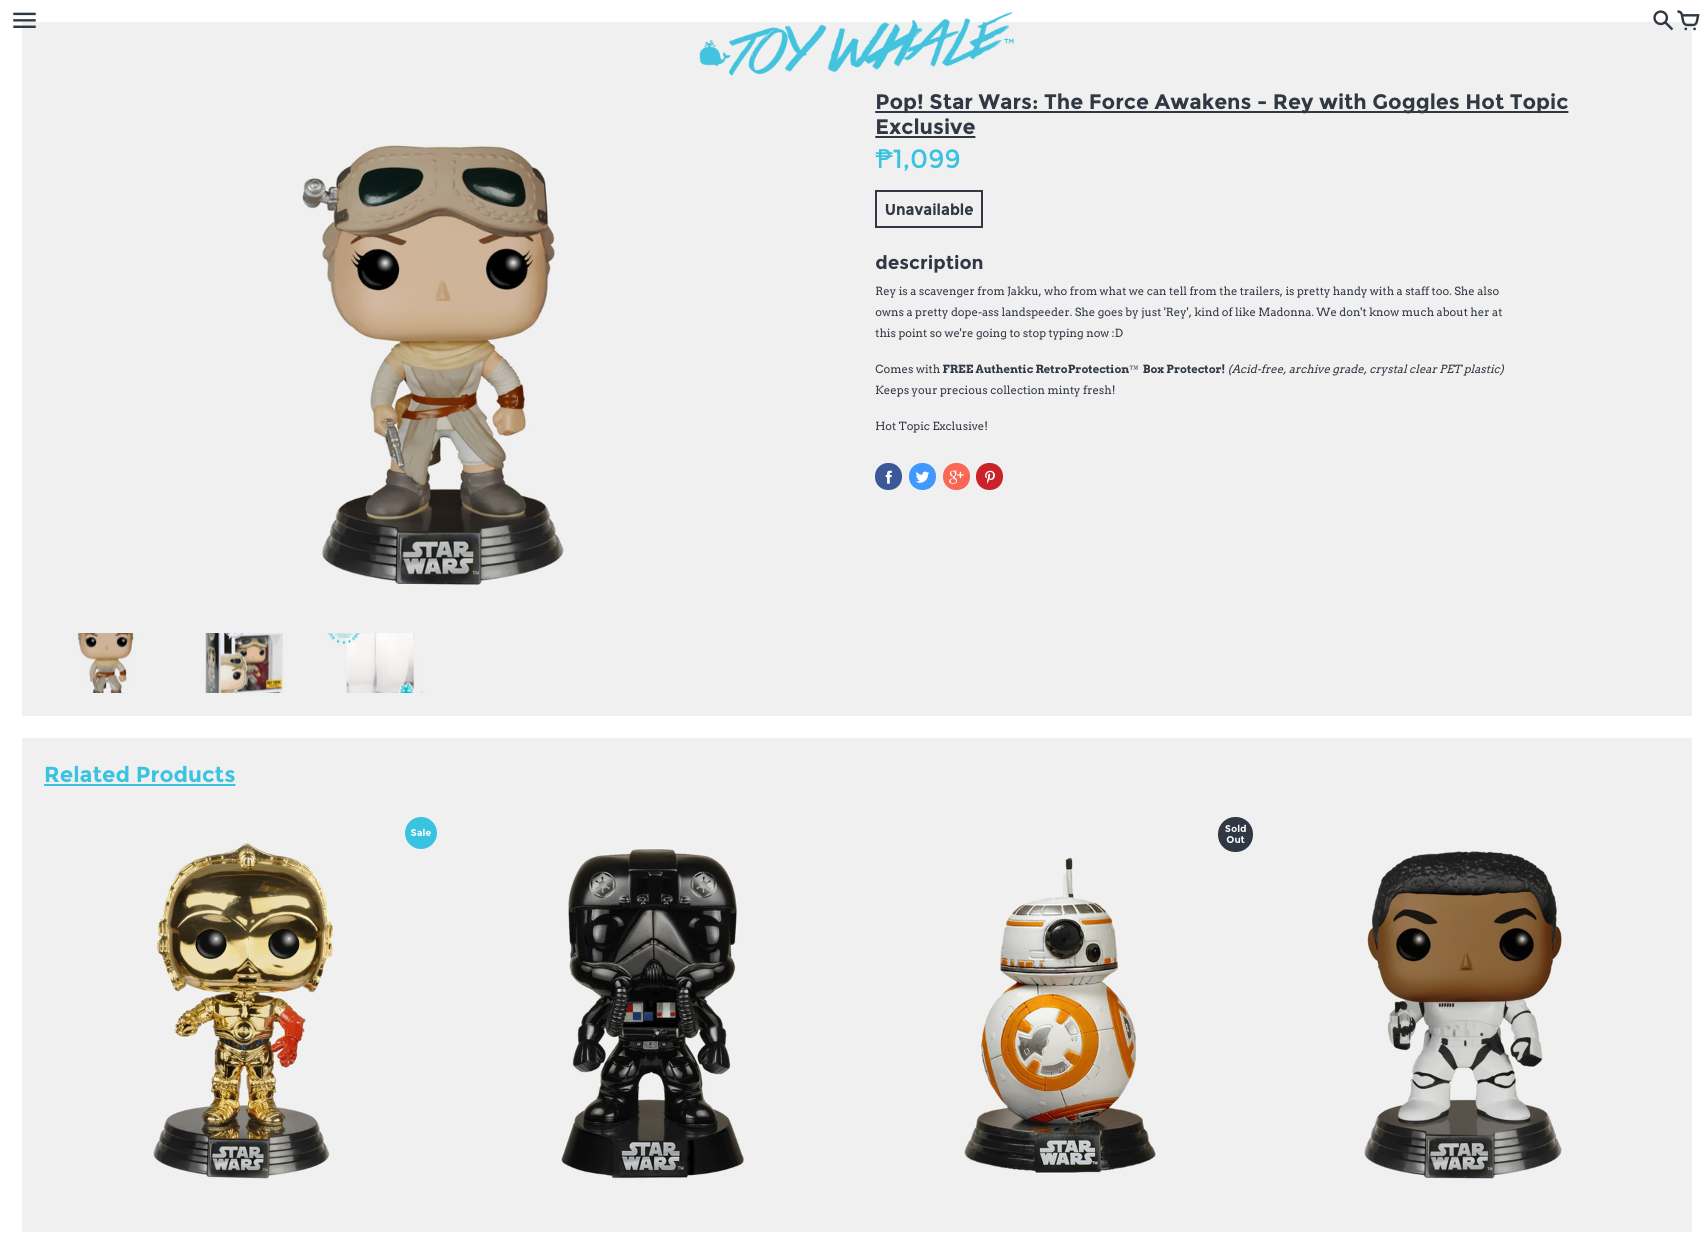 TOY WHALE™
Pop! Star Wars: The Force Awakens - Rey with Goggles Hot Topic
Exclusive
₱1,099
Unavailable
description
Rey is a scavenger from Jakku, who from what we can tell from the trailers, is pretty handy with a staff too. She also
owns a pretty dope-ass landspeeder. She goes by just 'Rey', kind of like Madonna. We don't know much about her at
this point so we're going to stop typing now :D
Comes with FREE Authentic RetroProtection™ Box Protector! (Acid-free, archive grade, crystal clear PET plastic)
Keeps your precious collection minty fresh!
Hot Topic Exclusive!
STAR
WARS™
Related Products
Sale
Sold
Out
STAR
WARS
STAR
WARS™
STAR
WARS™
STAR
WARS™